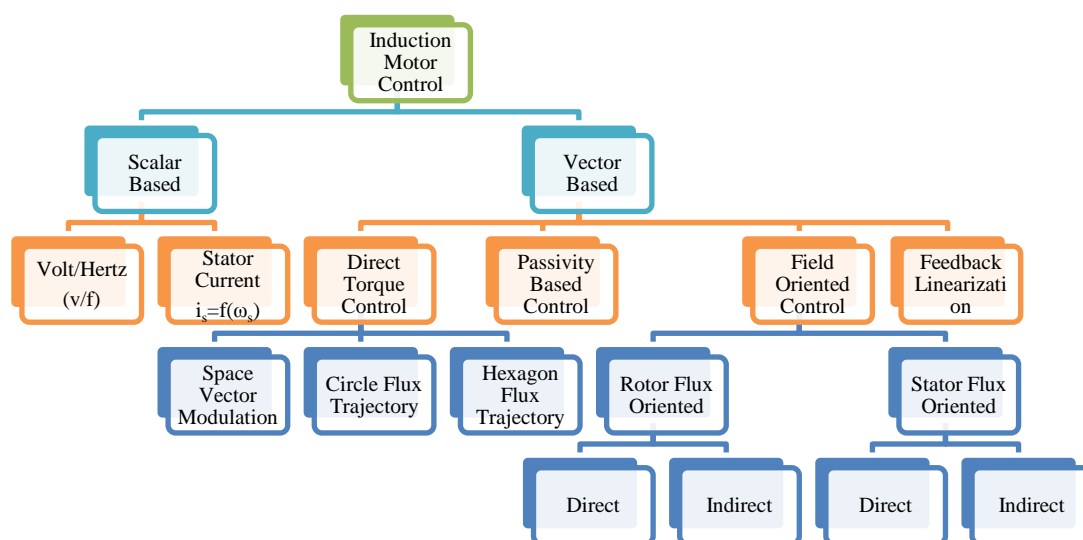 Induction
Motor
Control
Scalar
Based
Vector
Based
Volt/Hertz
(v/f)
Stator
Current
iₛ=f(ωₛ)
Direct
Torque
Control
Passivity
Based
Control
Field
Oriented
Control
Feedback
Linearizati
on
Space
Vector
Modulation
Circle Flux
Trajectory
Hexagon
Flux
Trajectory
Rotor Flux
Oriented
Stator Flux
Oriented
Direct
Indirect
Direct
Indirect